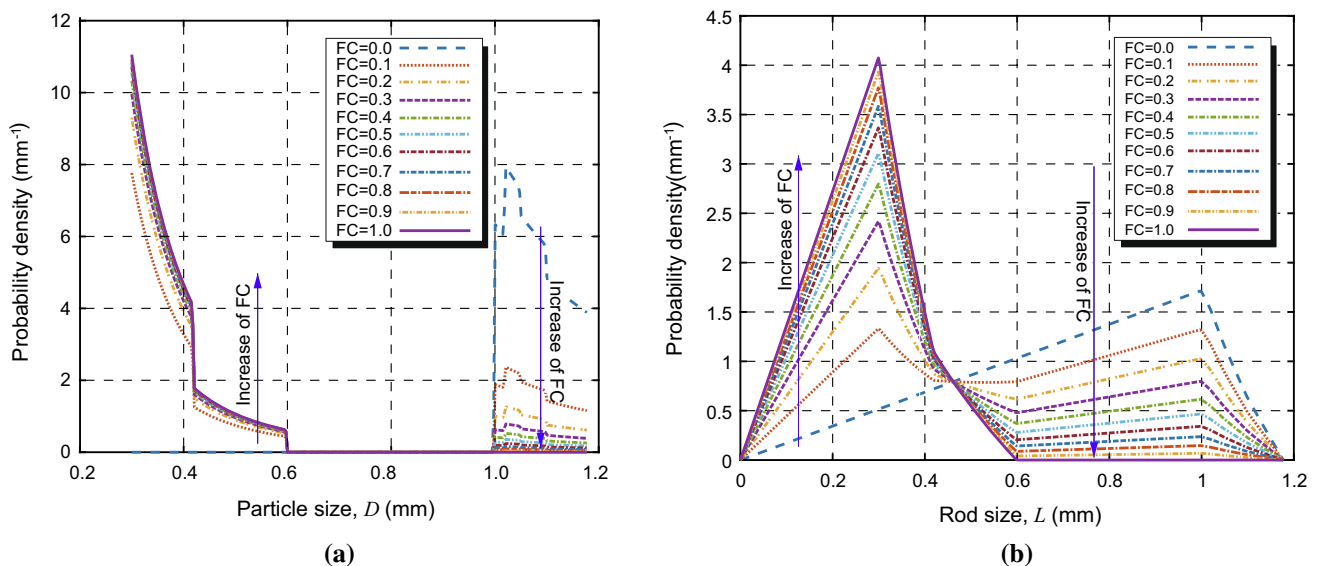 12
10
8
6
4
2
0
0.2
0.4
0.6
0.8
1.0
1.2
Probability density (mm-1)
Particle size, D (mm)
FC=0.0
FC=0.1
FC=0.2
FC=0.3
FC=0.4
FC=0.5
FC=0.6
FC=0.7
FC=0.8
FC=0.9
FC=1.0
Increase of FC
Increase of FC
(a)
4.5
4
3.5
3
2.5
2
1.5
1
0.5
0
0
0.2
0.4
0.6
0.8
1
1.2
Probability density(mm-1)
Rod size, L (mm)
FC=0.0
FC=0.1
FC=0.2
FC=0.3
FC=0.4
FC=0.5
FC=0.6
FC=0.7
FC=0.8
FC=0.9
FC=1.0
Increase of FC
Increase of FC
(b)